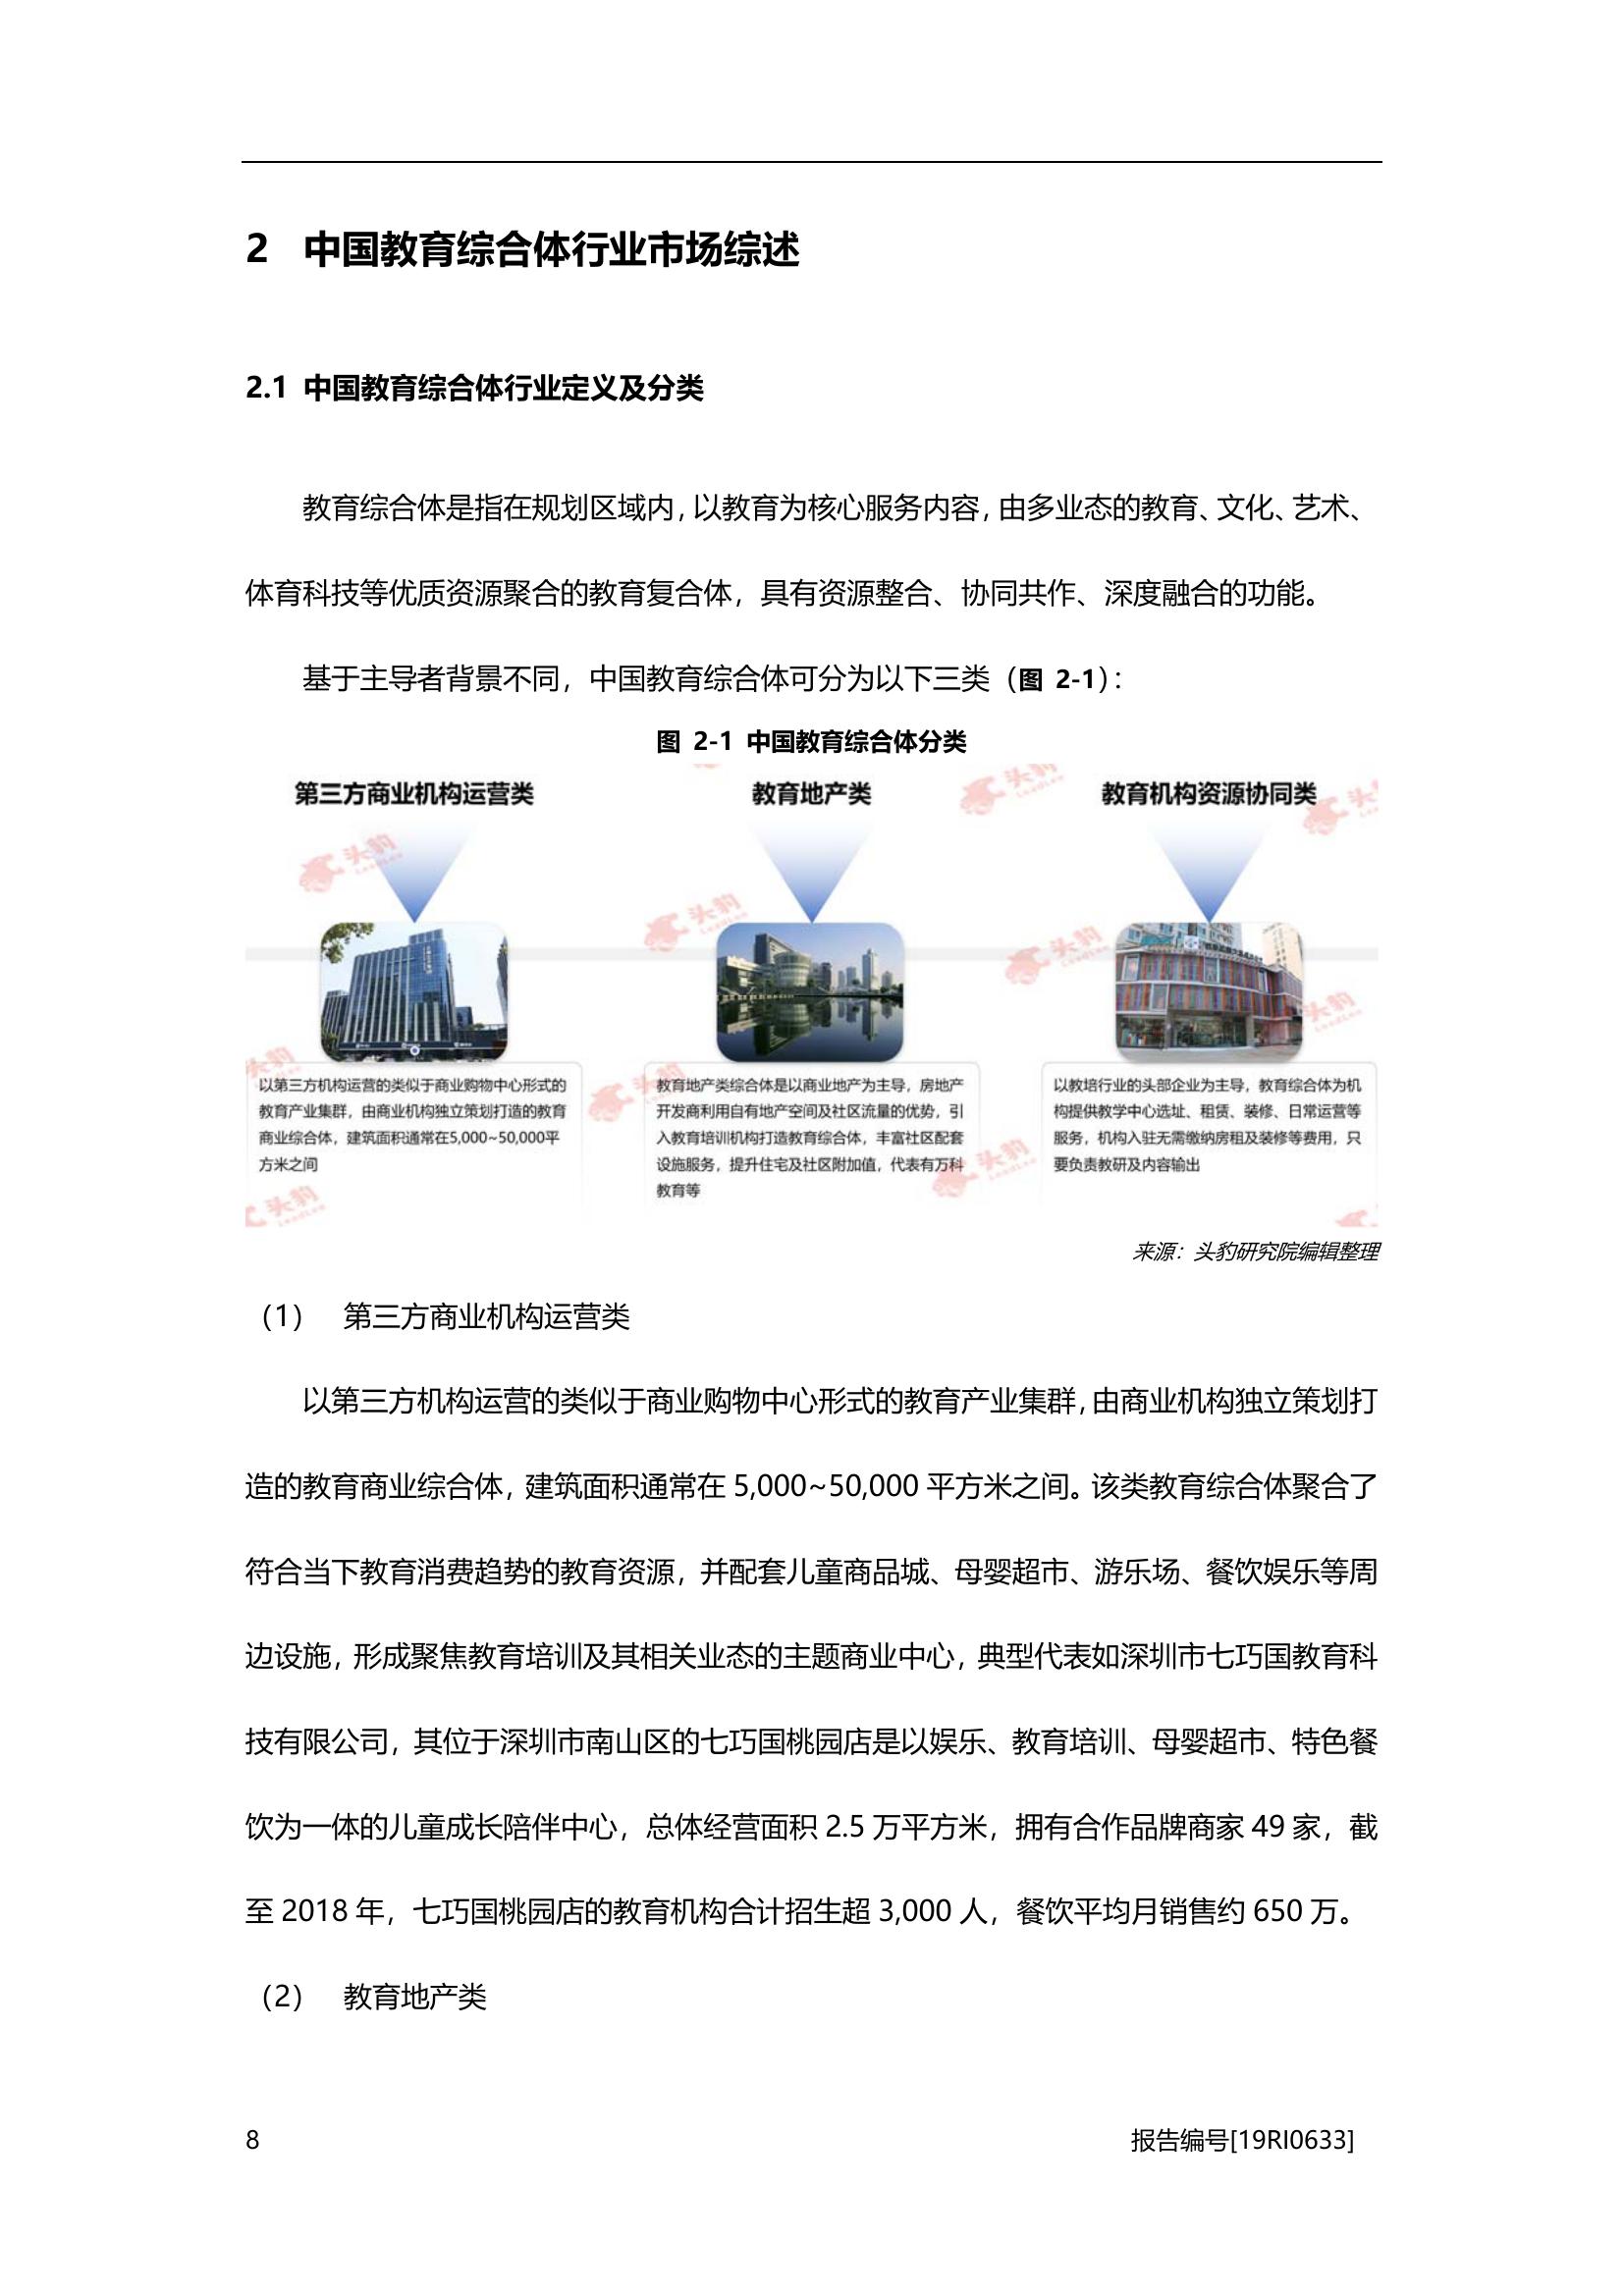 2 中国教育综合体行业市场综述
2.1 中国教育综合体行业定义及分类
教育综合体是指在规划区域内，以教育为核心服务内容，由多业态的教育、文化、艺术、
体育科技等优质资源聚合的教育复合体，具有资源整合、协同共作、深度融合的功能。
基于主导者背景不同，中国教育综合体可分为以下三类（图 2-1）：
图 2-1 中国教育综合体分类
第三方商业机构运营类
教育地产类
教育机构资源协同类
以第三方机构运营的类似于商业购物中心形式的
教育产业集群，由商业机构独立策划打造的教育
商业综合体，建筑面积通常在5,000~50,000平
方米之间
教育地产类综合体是以商业地产为主导，房地产
开发商利用自有地产空间及社区流量的优势，引
入教育培训机构打造教育综合体，丰富社区配套
设施服务，提升住宅及社区附加值，代表有万科
教育等
以教培行业的头部企业为主导，教育综合体为机
构提供教学中心选址、租赁、装修、日常运营等
服务，机构入驻无需缴纳房租及装修等费用，只
要负责教研及内容输出
头豹
LeadLeo
来源：头豹研究院编辑整理
（1） 第三方商业机构运营类
以第三方机构运营的类似于商业购物中心形式的教育产业集群，由商业机构独立策划打
造的教育商业综合体，建筑面积通常在 5,000~50,000 平方米之间。该类教育综合体聚合了
符合当下教育消费趋势的教育资源，并配套儿童商品城、母婴超市、游乐场、餐饮娱乐等周
边设施，形成聚焦教育培训及其相关业态的主题商业中心，典型代表如深圳市七巧国教育科
技有限公司，其位于深圳市南山区的七巧国桃园店是以娱乐、教育培训、母婴超市、特色餐
饮为一体的儿童成长陪伴中心，总体经营面积 2.5 万平方米，拥有合作品牌商家 49 家，截
至 2018 年，七巧国桃园店的教育机构合计招生超 3,000 人，餐饮平均月销售约 650 万。
（2） 教育地产类
8
报告编号[19RI0633]